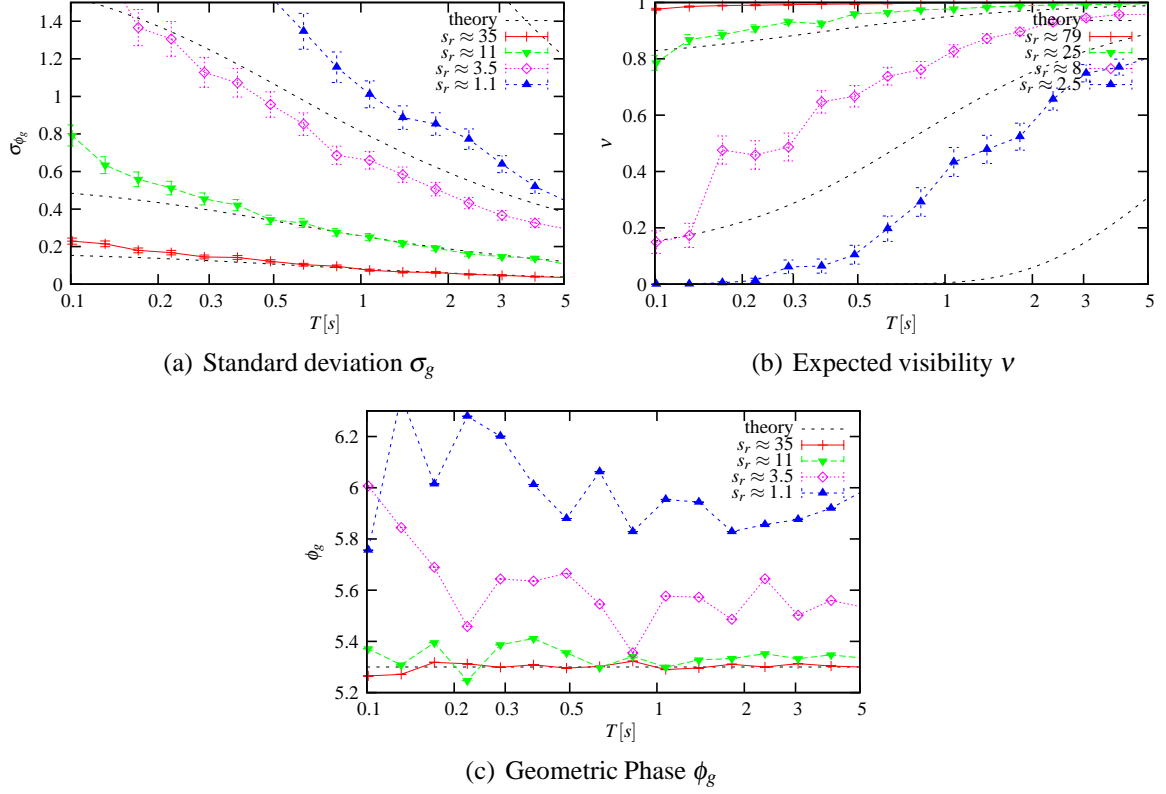 1.4
1.2
1
0.8
0.6
0.4
0.2
0
σ_{ϕ_g}
0.1 0.2 0.3 0.5 1 2 3 5
T[s]
theory
s_r ≈ 35
s_r ≈ 11
s_r ≈ 3.5
s_r ≈ 1.1
(a) Standard deviation σ_g
1
0.8
0.6
0.4
0.2
0
ν
0.1 0.2 0.3 0.5 1 2 3 5
T[s]
theory
s_r ≈ 79
s_r ≈ 25
s_r ≈ 8
s_r ≈ 2.5
(b) Expected visibility ν
6.2
6
5.8
5.6
5.4
5.2
ϕ_g
0.1 0.2 0.3 0.5 1 2 3 5
T[s]
theory
s_r ≈ 35
s_r ≈ 11
s_r ≈ 3.5
s_r ≈ 1.1
(c) Geometric Phase ϕ_g